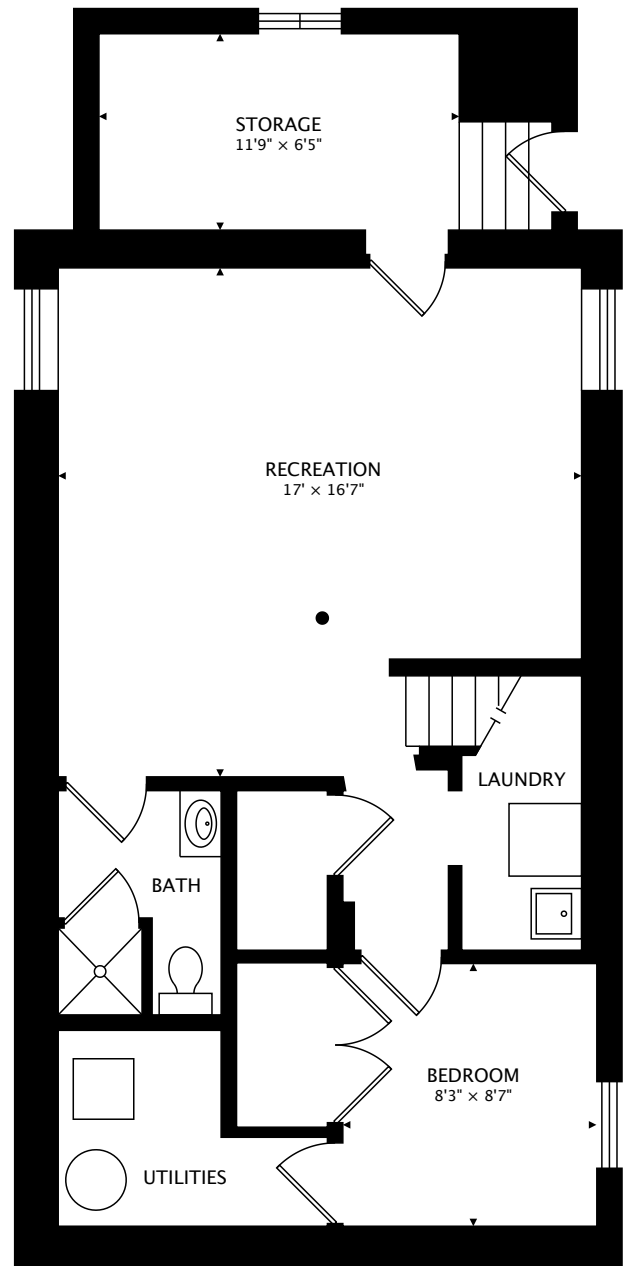 STORAGE
11'9" × 6'5"
RECREATION
17' × 16'7"
LAUNDRY
BATH
BEDROOM
8'3" × 8'7"
UTILITIES